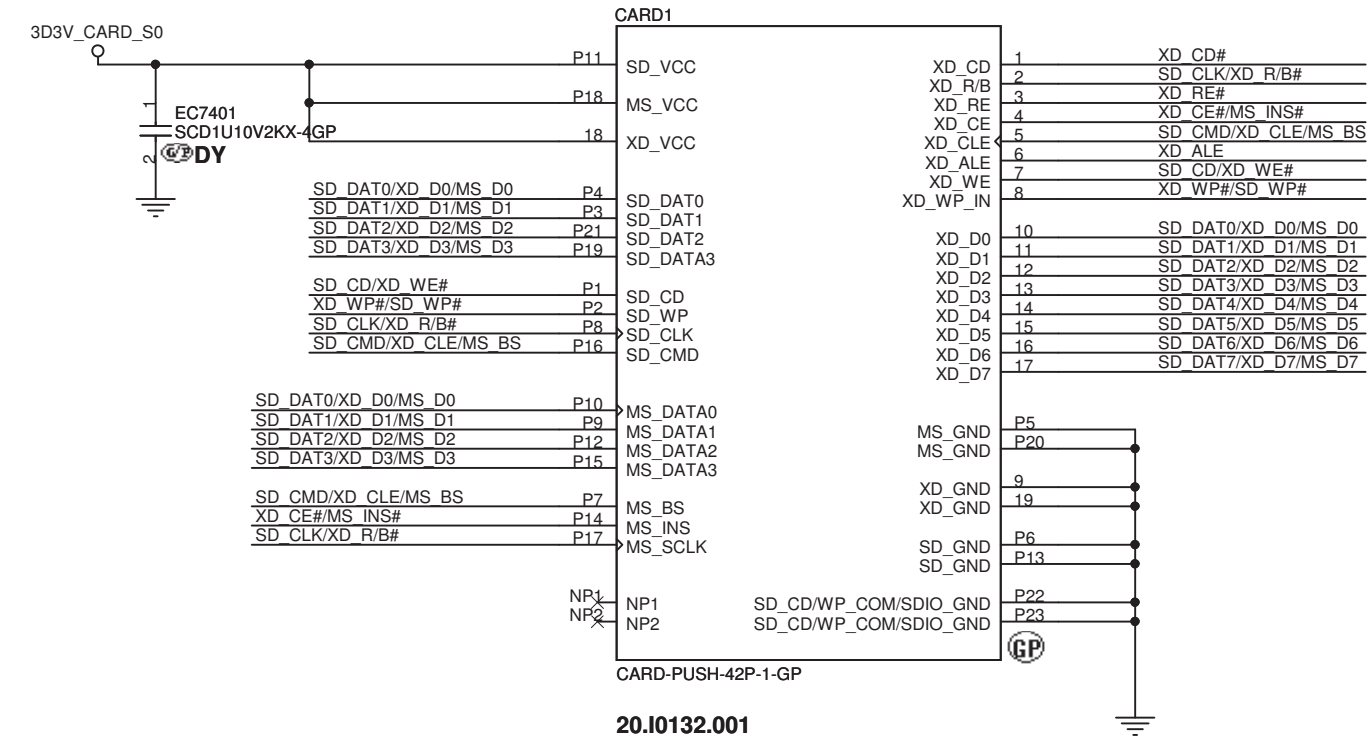 CARD1
3D3V_CARD_S0
1
EC7401
SCD1U10V2KX-4GP
2
G/P DY
P11 SD_VCC
P18 MS_VCC
18 XD_VCC
SD_DAT0/XD_D0/MS_D0 P4 SD_DAT0
SD_DAT1/XD_D1/MS_D1 P3 SD_DAT1
SD_DAT2/XD_D2/MS_D2 P21 SD_DAT2
SD_DAT3/XD_D3/MS_D3 P19 SD_DATA3
SD_CD/XD_WE# P1 SD_CD
XD_WP#/SD_WP# P2 SD_WP
SD_CLK/XD_R/B# P8 SD_CLK
SD_CMD/XD_CLE/MS_BS P16 SD_CMD
SD_DAT0/XD_D0/MS_D0 P10 MS_DATA0
SD_DAT1/XD_D1/MS_D1 P9 MS_DATA1
SD_DAT2/XD_D2/MS_D2 P12 MS_DATA2
SD_DAT3/XD_D3/MS_D3 P15 MS_DATA3
SD_CMD/XD_CLE/MS_BS P7 MS_BS
XD_CE#/MS_INS# P14 MS_INS
SD_CLK/XD_R/B# P17 MS_SCLK
NP1 NP1
NP2 NP2
XD_CD 1 XD_CD#
XD_R/B 2 SD_CLK/XD_R/B#
XD_RE 3 XD_RE#
XD_CE 4 XD_CE#/MS_INS#
XD_CLE 5 SD_CMD/XD_CLE/MS_BS
XD_ALE 6 XD_ALE
XD_WE 7 SD_CD/XD_WE#
XD_WP_IN 8 XD_WP#/SD_WP#
XD_D0 10 SD_DAT0/XD_D0/MS_D0
XD_D1 11 SD_DAT1/XD_D1/MS_D1
XD_D2 12 SD_DAT2/XD_D2/MS_D2
XD_D3 13 SD_DAT3/XD_D3/MS_D3
XD_D4 14 SD_DAT4/XD_D4/MS_D4
XD_D5 15 SD_DAT5/XD_D5/MS_D5
XD_D6 16 SD_DAT6/XD_D6/MS_D6
XD_D7 17 SD_DAT7/XD_D7/MS_D7
MS_GND P5
MS_GND P20
XD_GND 9
XD_GND 19
SD_GND P6
SD_GND P13
SD_CD/WP_COM/SDIO_GND P22
SD_CD/WP_COM/SDIO_GND P23
GP
CARD-PUSH-42P-1-GP
20.I0132.001